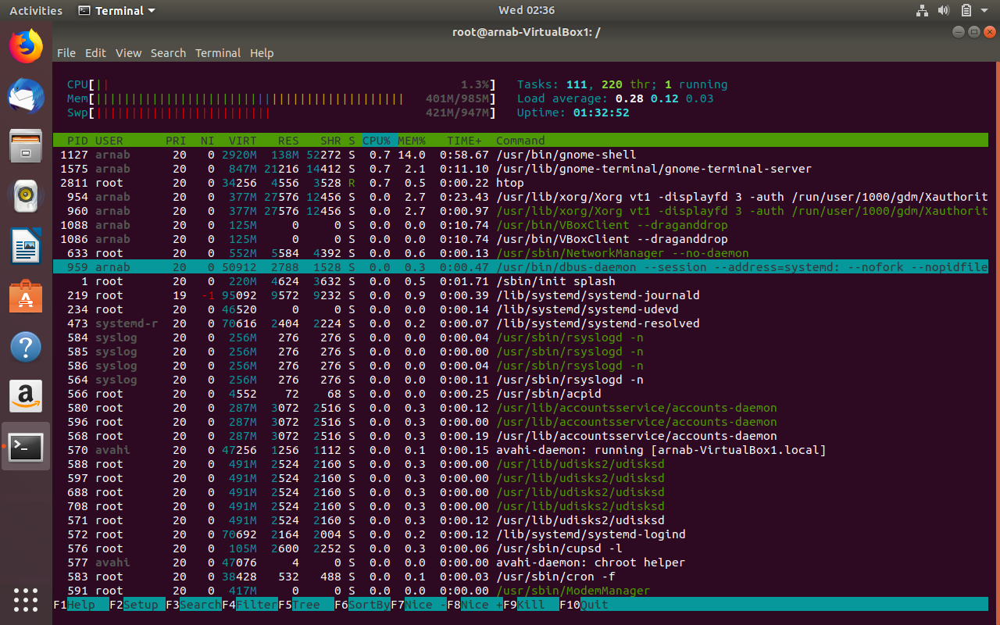 Activities Terminal Wed 02:36
root@arnab-VirtualBox1: /
File Edit View Search Terminal Help
CPU[|| 1.3%] Tasks: 111, 220 thr; 1 running
Mem[|||||||||||||||||||||||||||||||||||||||||||| 401M/985M] Load average: 0.28 0.12 0.03
Swp[||||||||||||||||||||||||| 421M/947M] Uptime: 01:32:52
PID USER PRI NI VIRT RES SHR S CPU% MEM% TIME+ Command
1127 arnab 20 0 2920M 138M 52272 S 0.7 14.0 0:58.67 /usr/bin/gnome-shell
1575 arnab 20 0 847M 21216 14412 S 0.7 2.1 0:11.10 /usr/lib/gnome-terminal/gnome-terminal-server
2811 root 20 0 34256 4556 3528 R 0.7 0.5 0:00.22 htop
954 arnab 20 0 377M 27576 12456 S 0.0 2.7 0:23.43 /usr/lib/xorg/Xorg vt1 -displayfd 3 -auth /run/user/1000/gdm/Xauthorit
960 arnab 20 0 377M 27576 12456 S 0.0 2.7 0:00.97 /usr/lib/xorg/Xorg vt1 -displayfd 3 -auth /run/user/1000/gdm/Xauthorit
1088 arnab 20 0 125M 0 0 S 0.0 0.0 0:10.74 /usr/bin/VBoxClient --draganddrop
1086 arnab 20 0 125M 0 0 S 0.0 0.0 0:10.74 /usr/bin/VBoxClient --draganddrop
633 root 20 0 552M 5584 4392 S 0.0 0.6 0:00.13 /usr/sbin/NetworkManager --no-daemon
959 arnab 20 0 50912 2788 1528 S 0.0 0.3 0:00.47 /usr/bin/dbus-daemon --session --address=systemd: --nofork --nopidfile
1 root 20 0 220M 4624 3632 S 0.0 0.5 0:01.71 /sbin/init splash
219 root 19 -1 95092 9572 9232 S 0.0 0.9 0:00.39 /lib/systemd/systemd-journald
234 root 20 0 46520 0 0 S 0.0 0.0 0:00.14 /lib/systemd/systemd-udevd
473 systemd-r 20 0 70616 2404 2224 S 0.0 0.2 0:00.07 /lib/systemd/systemd-resolved
584 syslog 20 0 256M 276 276 S 0.0 0.0 0:00.04 /usr/sbin/rsyslogd -n
585 syslog 20 0 256M 276 276 S 0.0 0.0 0:00.00 /usr/sbin/rsyslogd -n
586 syslog 20 0 256M 276 276 S 0.0 0.0 0:00.04 /usr/sbin/rsyslogd -n
564 syslog 20 0 256M 276 276 S 0.0 0.0 0:00.11 /usr/sbin/rsyslogd -n
566 root 20 0 4552 72 68 S 0.0 0.0 0:00.25 /usr/sbin/acpid
580 root 20 0 287M 3072 2516 S 0.0 0.3 0:00.12 /usr/lib/accountsservice/accounts-daemon
596 root 20 0 287M 3072 2516 S 0.0 0.3 0:00.00 /usr/lib/accountsservice/accounts-daemon
568 root 20 0 287M 3072 2516 S 0.0 0.3 0:00.19 /usr/lib/accountsservice/accounts-daemon
570 avahi 20 0 47256 1256 1112 S 0.0 0.1 0:00.15 avahi-daemon: running [arnab-VirtualBox1.local]
588 root 20 0 491M 2524 2160 S 0.0 0.3 0:00.00 /usr/lib/udisks2/udisksd
597 root 20 0 491M 2524 2160 S 0.0 0.3 0:00.00 /usr/lib/udisks2/udisksd
688 root 20 0 491M 2524 2160 S 0.0 0.3 0:00.00 /usr/lib/udisks2/udisksd
708 root 20 0 491M 2524 2160 S 0.0 0.3 0:00.00 /usr/lib/udisks2/udisksd
571 root 20 0 491M 2524 2160 S 0.0 0.3 0:00.12 /usr/lib/udisks2/udisksd
572 root 20 0 70692 2164 2004 S 0.0 0.2 0:00.12 /lib/systemd/systemd-logind
576 root 20 0 105M 2600 2252 S 0.0 0.3 0:00.06 /usr/sbin/cupsd -l
577 avahi 20 0 47076 4 0 S 0.0 0.0 0:00.00 avahi-daemon: chroot helper
583 root 20 0 38428 532 488 S 0.0 0.1 0:00.03 /usr/sbin/cron -f
591 root 20 0 417M 0 0 S 0.0 0.0 0:00.00 /usr/sbin/ModemManager
F1Help F2Setup F3SearchF4FilterF5Tree F6SortByF7Nice -F8Nice +F9Kill F10Quit